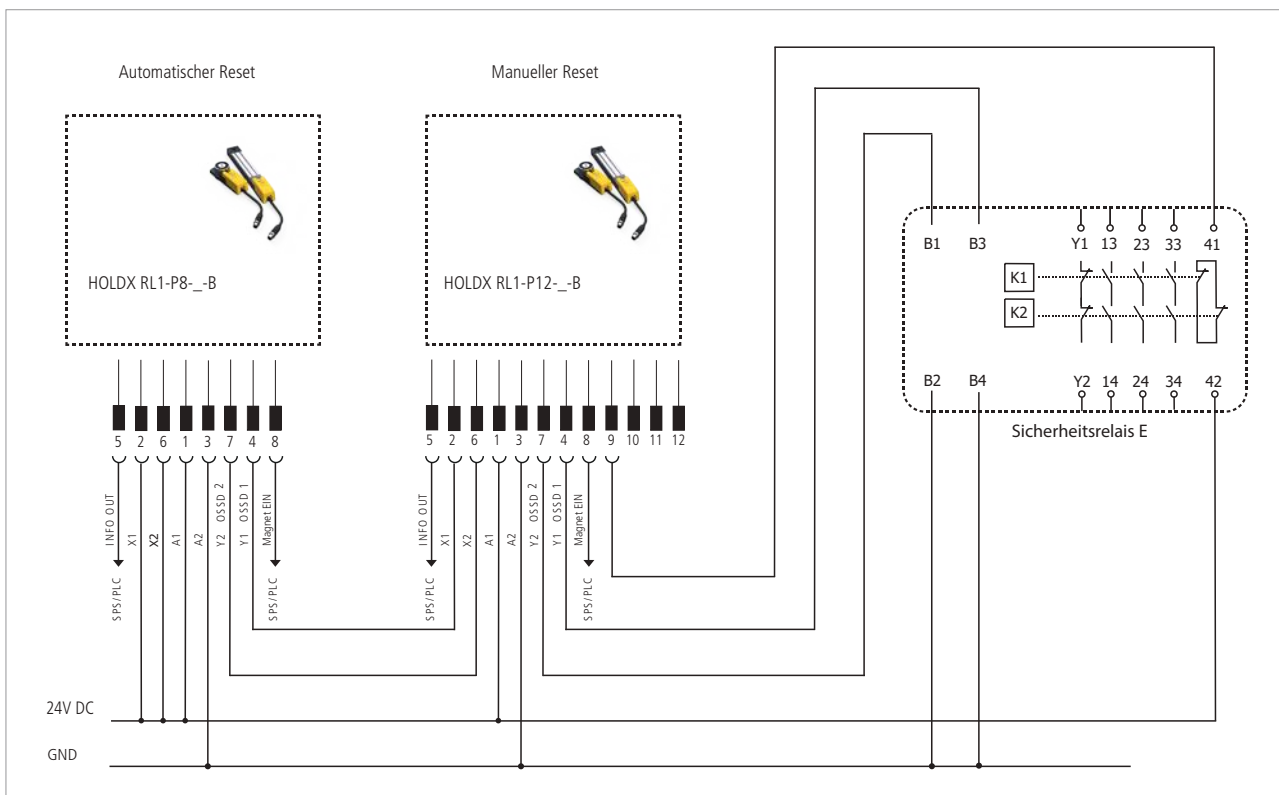 Automatischer Reset
Manueller Reset
HOLDX RL1-P8-_-B
HOLDX RL1-P12-_-B
B1 B3 Y1 13 23 33 41
K1
K2
B2 B4 Y2 14 24 34 42
Sicherheitsrelais E
5 2 6 1 3 7 4 8
5 2 6 1 3 7 4 8 9 10 11 12
INFO OUT
X1
X2
A1
A2
Y2 OSSD 2
Y1 OSSD 1
Magnet EIN
SPS/PLC
SPS/PLC
INFO OUT
X1
X2
A1
A2
Y2 OSSD 2
Y1 OSSD 1
Magnet EIN
SPS/PLC
SPS/PLC
24V DC
GND